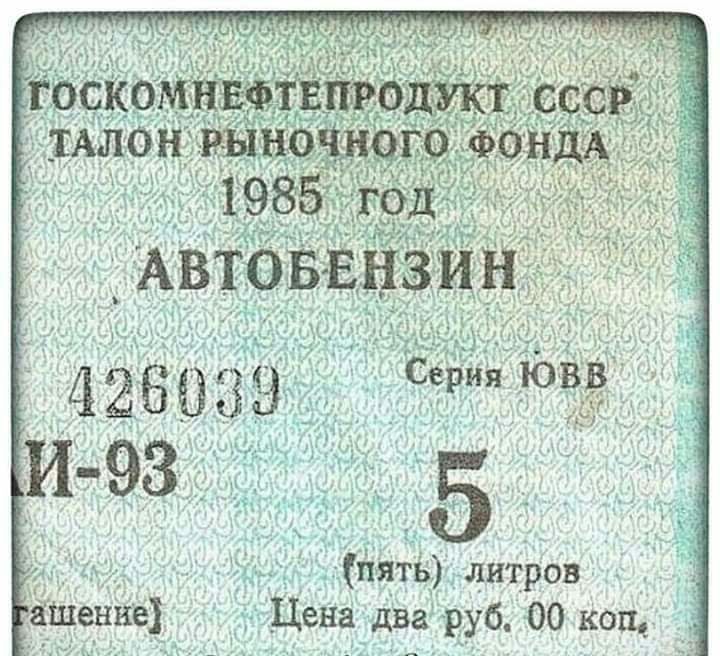 ГОСКОМНЕФТЕПРОДУКТ СССР
ТАЛОН РЫНОЧНОГО ФОНДА
1985 год
АВТОБЕНЗИН
426039 Серия ЮВВ
АИ-93 5
(пять) литров
гашение) Цена два руб. 00 коп.